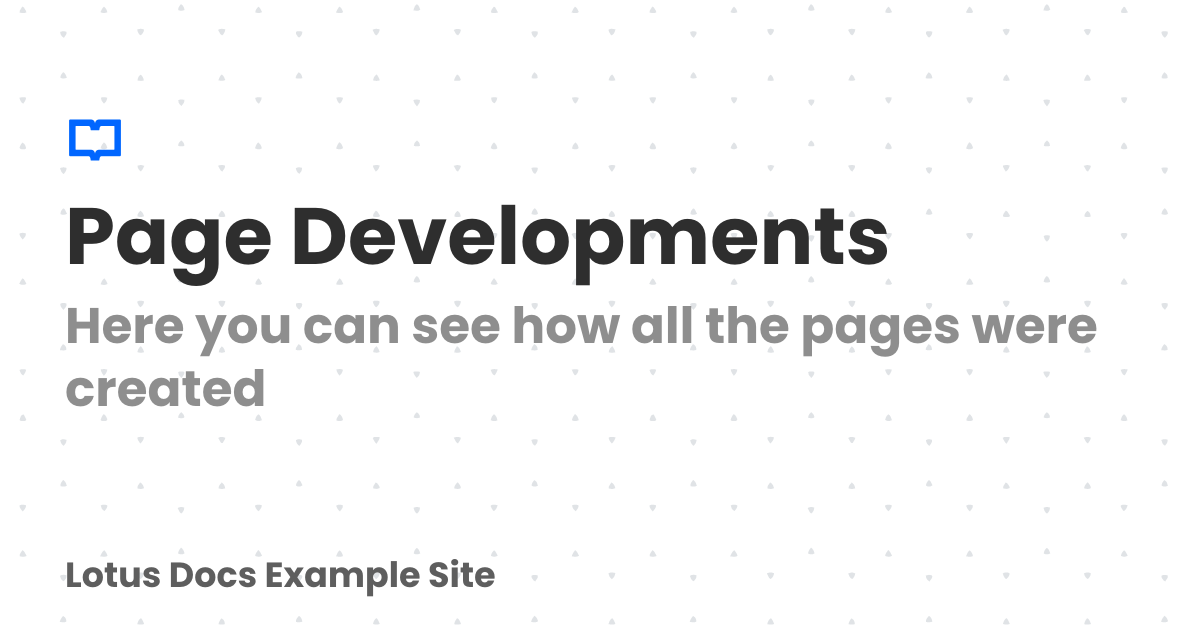 Page Developments
Here you can see how all the pages were
created
Lotus Docs Example Site